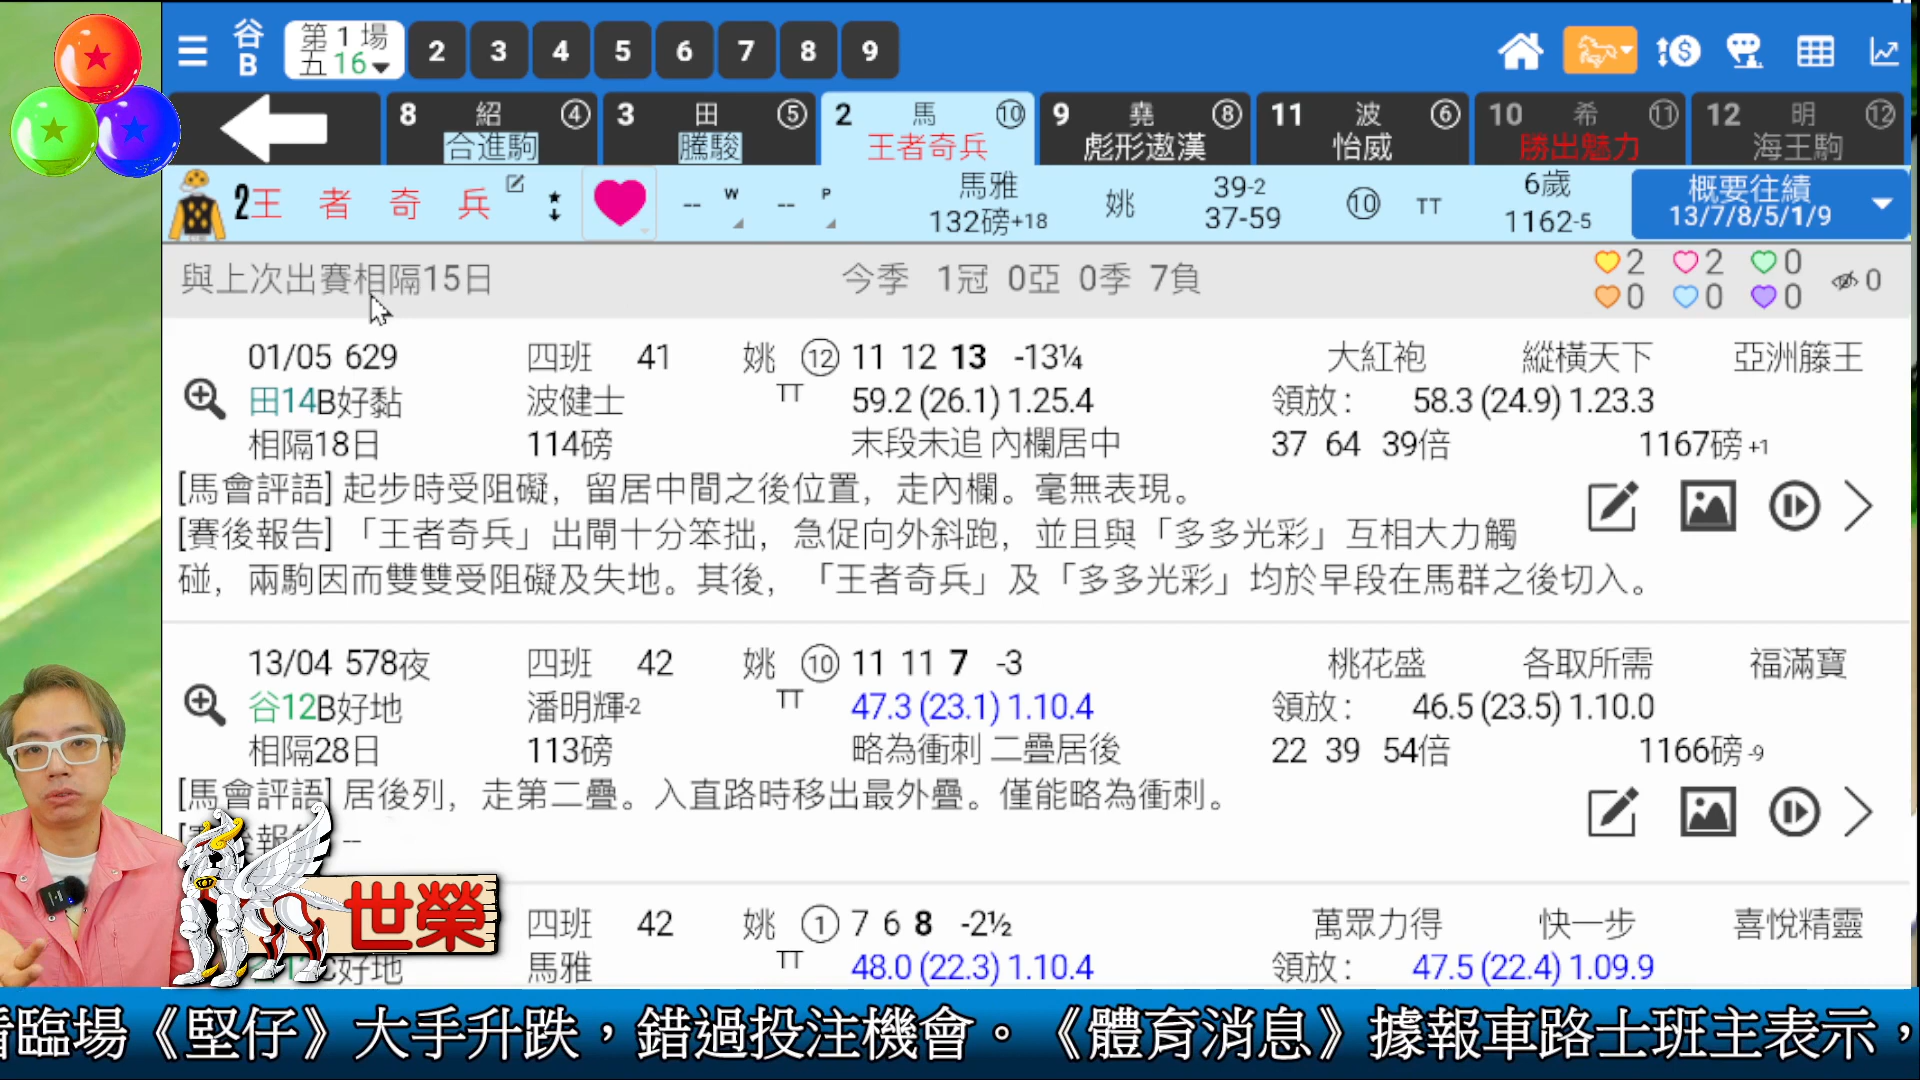 谷 B 第1場 五16 2 3 4 5 6 7 8 9
8 紹 ④ 合進駒
3 田 ⑤ 騰駿
2 馬 ⑩ 王者奇兵
9 堯 ⑧ 彪形遨漢
11 波 ⑥ 怡威
10 希 ⑪ 勝出魅力
12 明 ⑫ 海王駒
2 王者奇兵 -- W -- P 馬雅 132磅+18 姚 39-2 37-59 ⑩ TT 6歲 1162-5 概要往績 13/7/8/5/1/9
與上次出賽相隔15日 今季 1冠 0亞 0季 7負 2 2 0 0 0 0 0
01/05 629 四班 41 姚 ⑫ 11 12 13 -13¼ 大紅袍 縱橫天下 亞洲籐王
田14B好黏 波健士 TT 59.2 (26.1) 1.25.4 領放： 58.3 (24.9) 1.23.3
相隔18日 114磅 末段未追 內欄居中 37 64 39倍 1167磅+1
[馬會評語] 起步時受阻礙，留居中間之後位置，走內欄。毫無表現。
[賽後報告] 「王者奇兵」出閘十分笨拙，急促向外斜跑，並且與「多多光彩」互相大力觸
碰，兩駒因而雙雙受阻礙及失地。其後，「王者奇兵」及「多多光彩」均於早段在馬群之後切入。
13/04 578夜 四班 42 姚 ⑩ 11 11 7 -3 桃花盛 各取所需 福滿寶
谷12B好地 潘明輝-2 TT 47.3 (23.1) 1.10.4 領放： 46.5 (23.5) 1.10.0
相隔28日 113磅 略為衝刺 二疊居後 22 39 54倍 1166磅-9
[馬會評語] 居後列，走第二疊。入直路時移出最外疊。僅能略為衝刺。
--
四班 42 姚 ① 7 6 8 -2½ 萬眾力得 快一步 喜悅精靈
好地 馬雅 TT 48.0 (22.3) 1.10.4 領放： 47.5 (22.4) 1.09.9
世榮
臨場《堅仔》大手升跌，錯過投注機會。《體育消息》據報車路士班主表示，